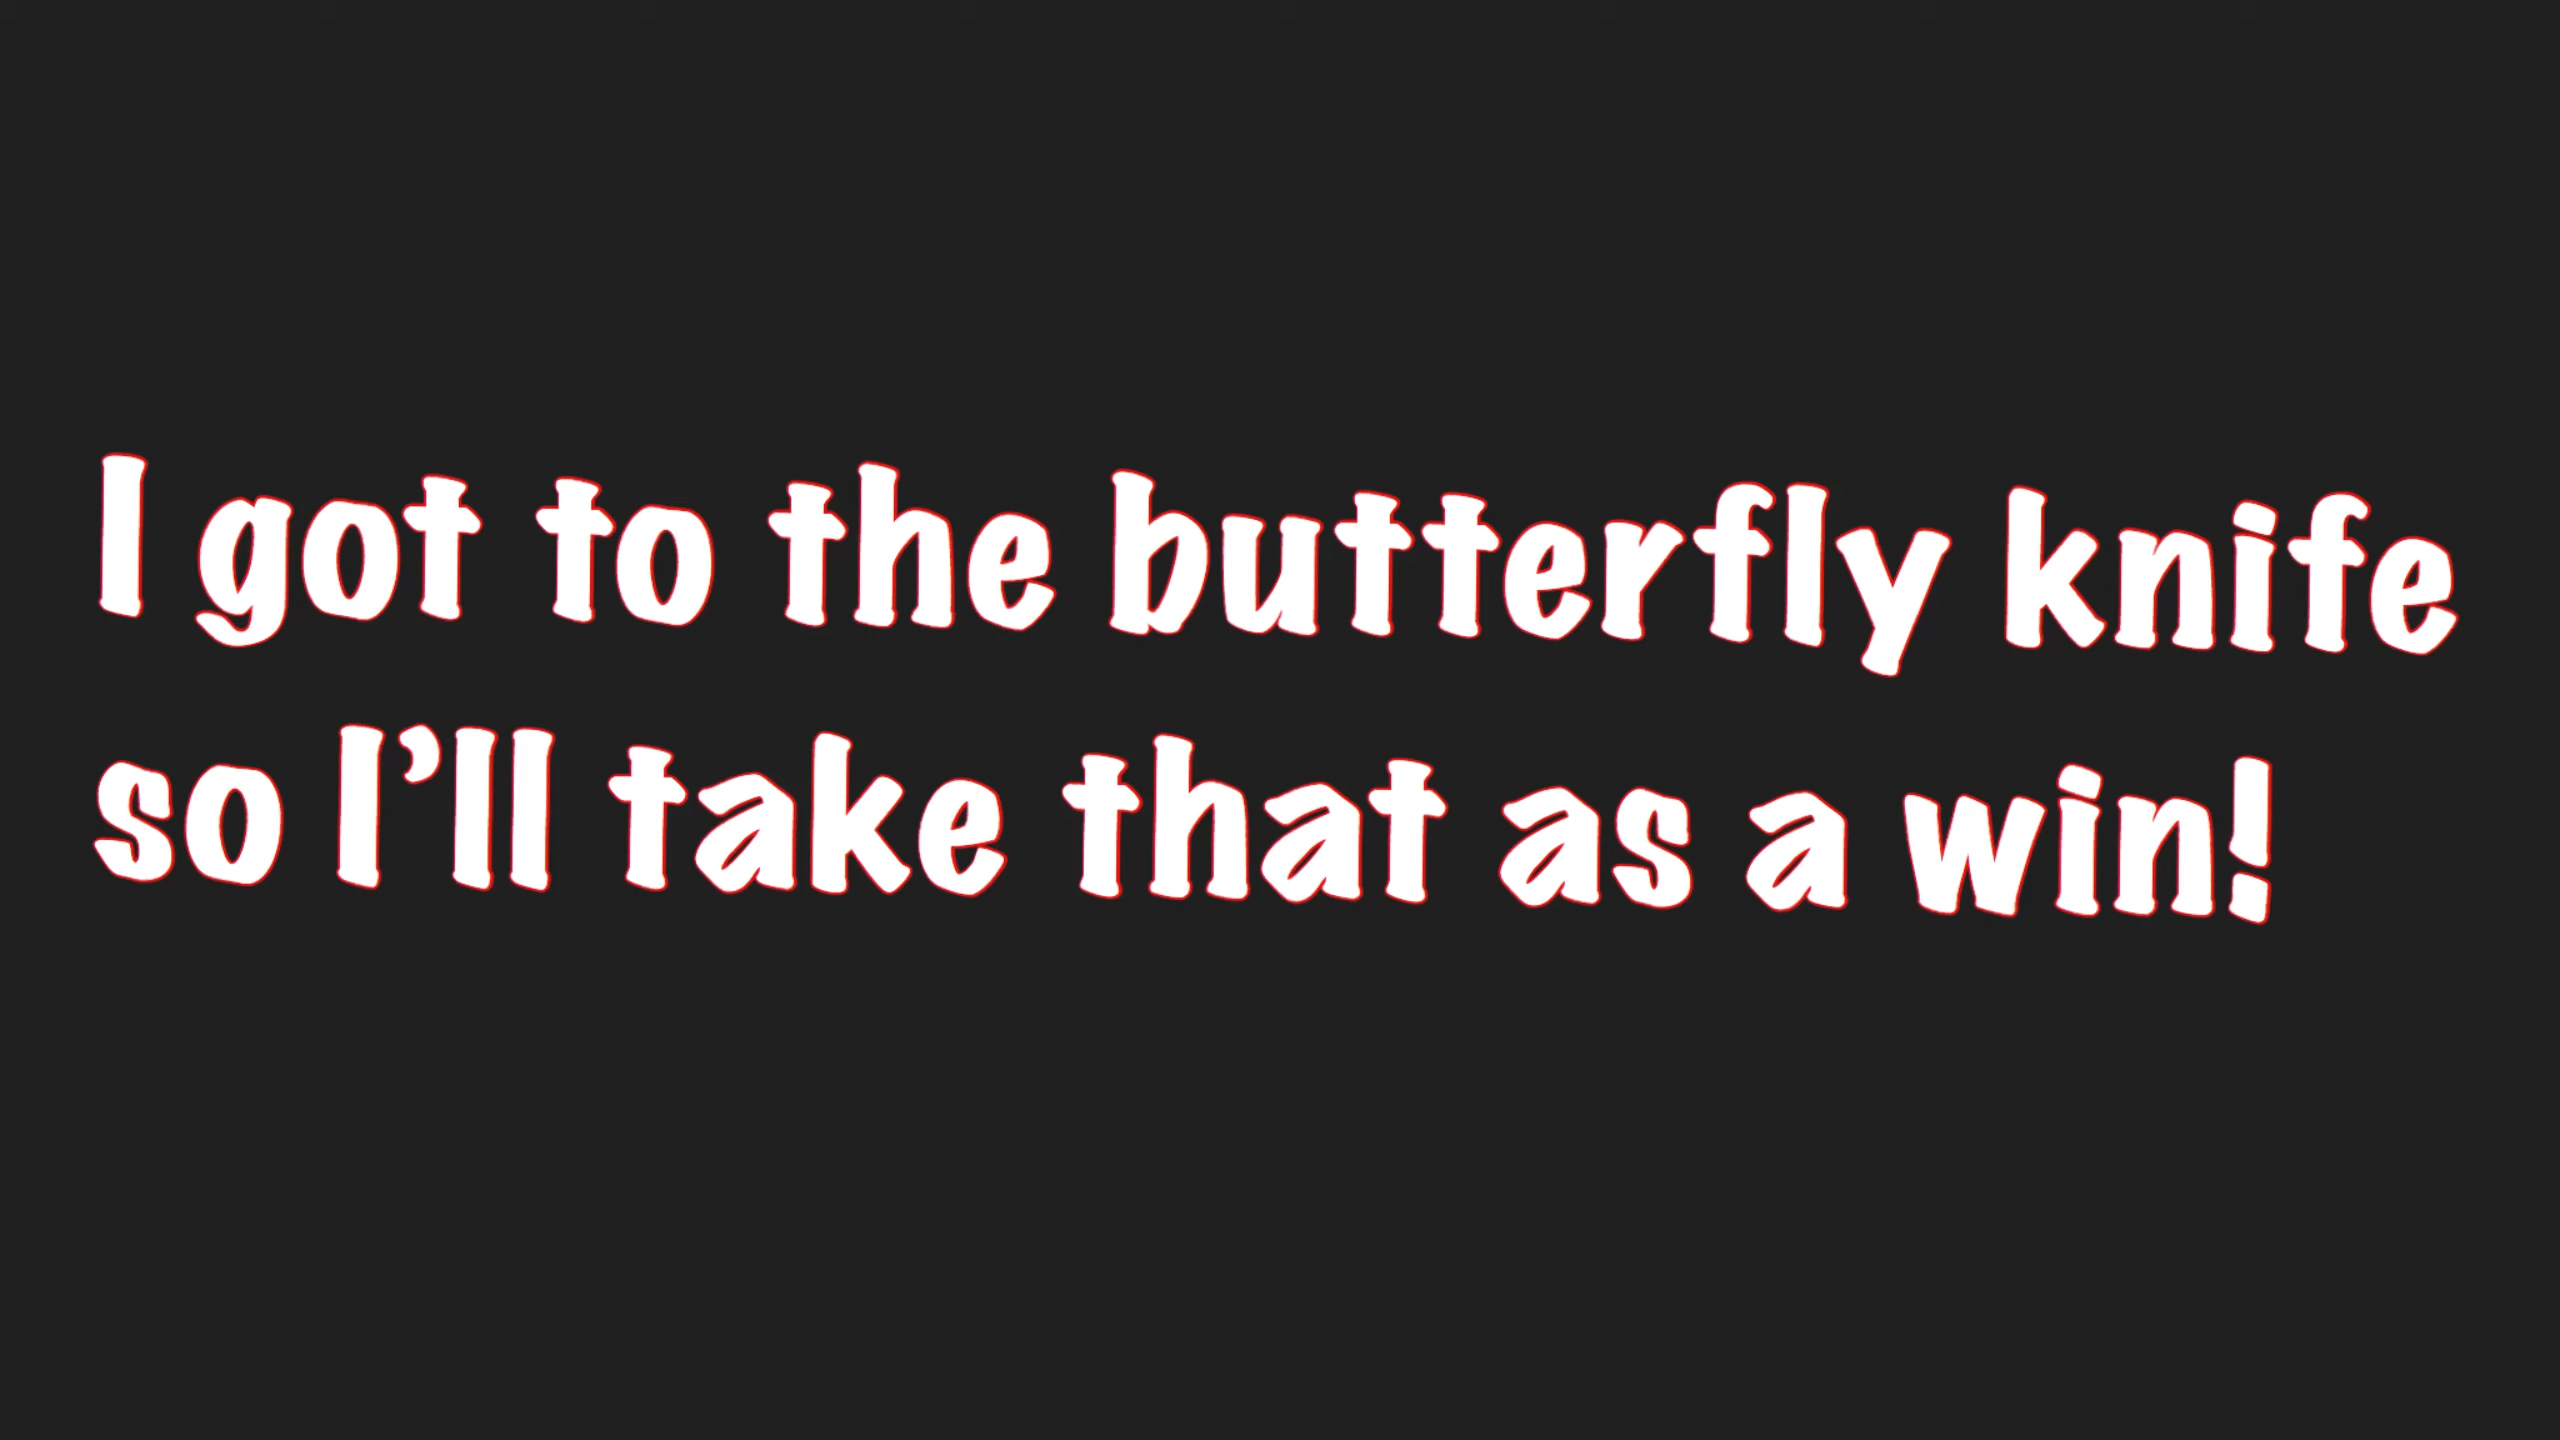 I got to the butterfly knife
so I’ll take that as a win!